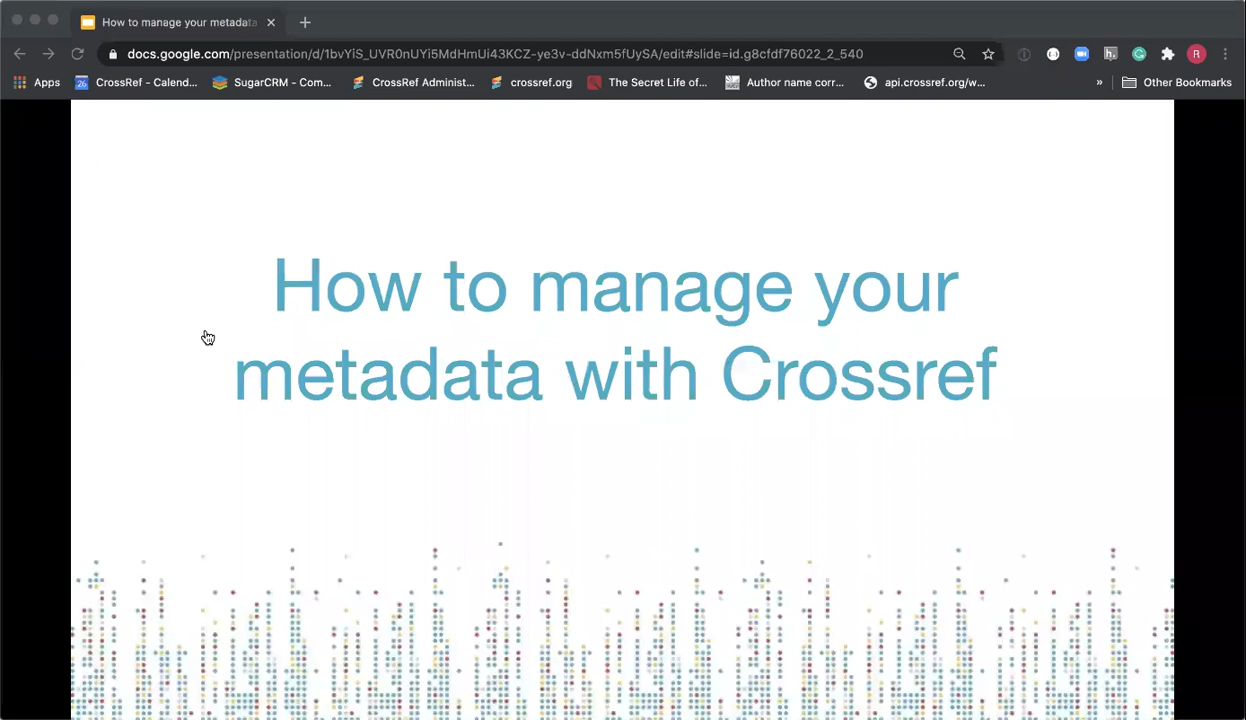 How to manage your metadata
docs.google.com/presentation/d/1bvYiS_UVR0nUYi5MdHmUi43KCZ-ye3v-ddNxm5fUySA/edit#slide=id.g8cfdf76022_2_540
R
Apps
26
CrossRef - Calend...
SugarCRM - Com...
CrossRef Administ...
crossref.org
The Secret Life of...
Author name corr...
api.crossref.org/w...
»
Other Bookmarks
How to manage your
metadata with Crossref